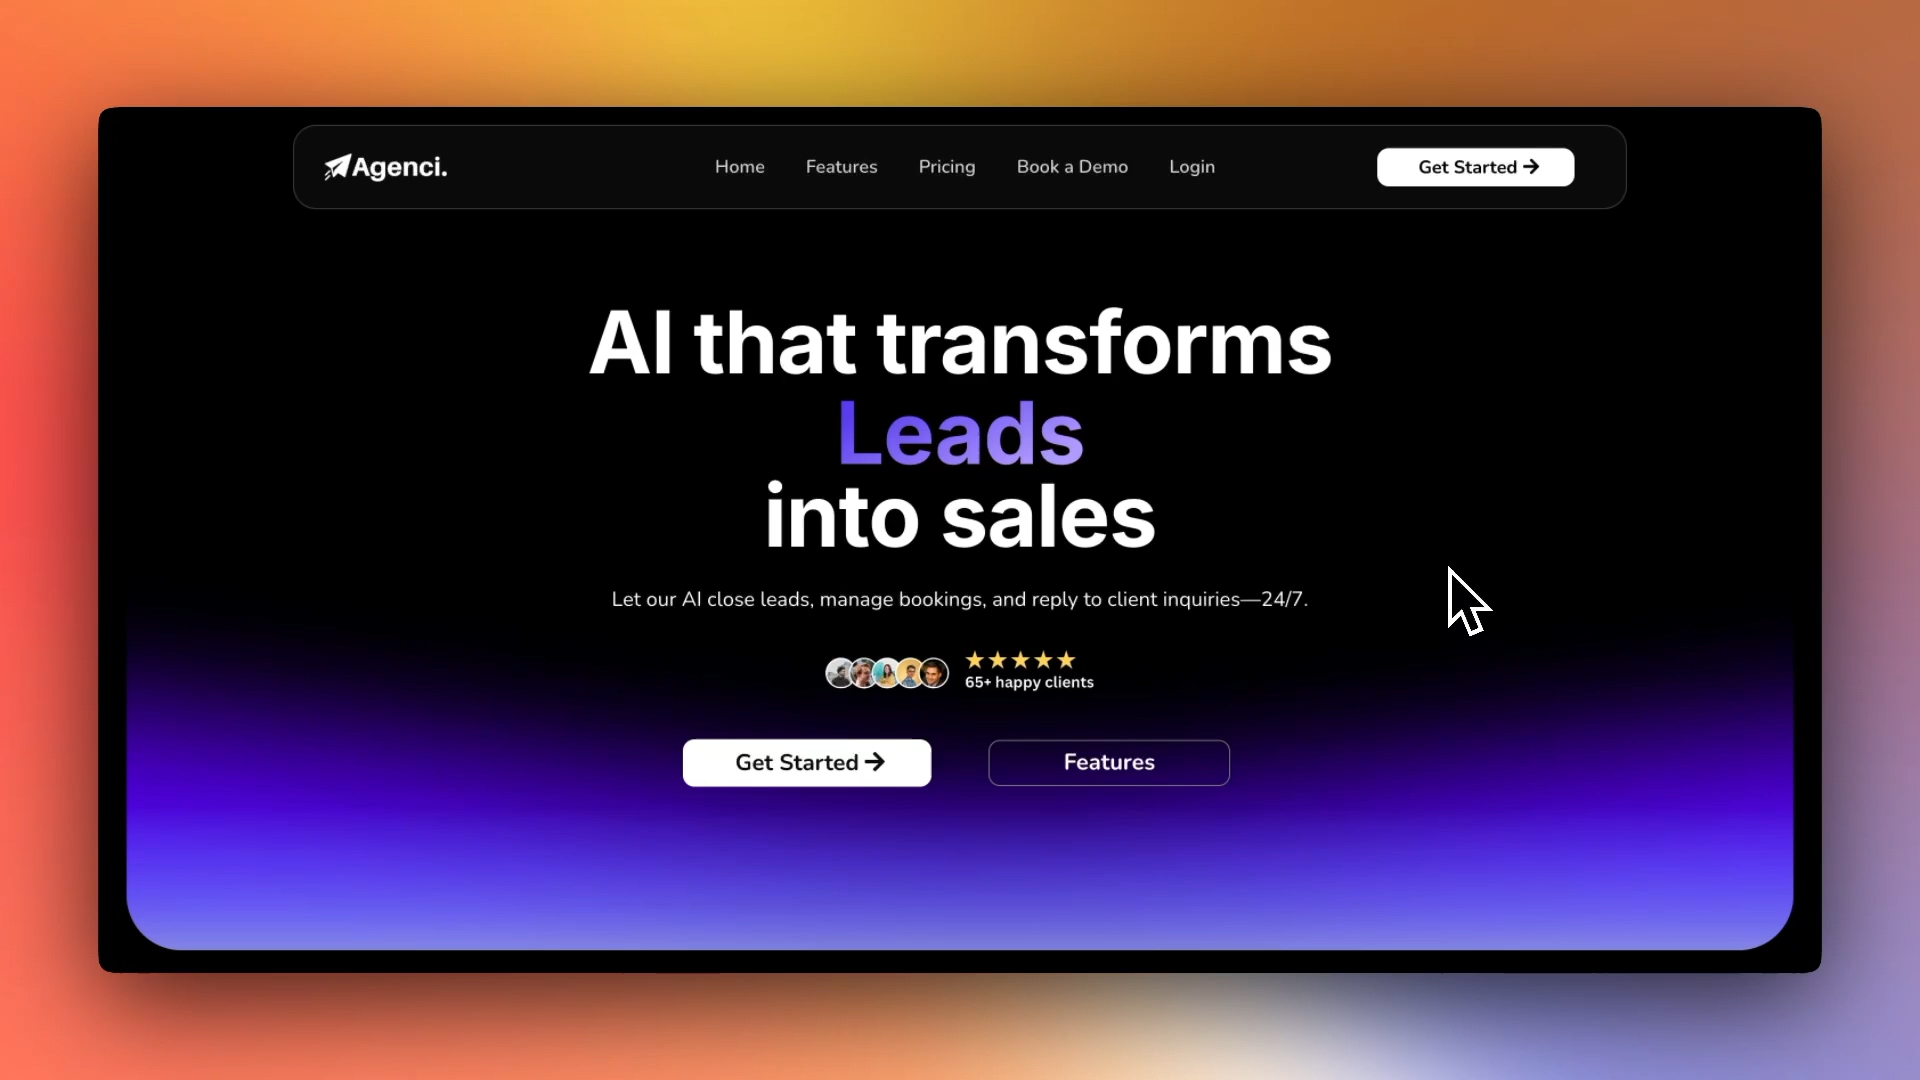 Agenci.
Home
Features
Pricing
Book a Demo
Login
Get Started →
AI that transforms
Leads
into sales
Let our AI close leads, manage bookings, and reply to client inquiries—24/7.
★★★★★
65+ happy clients
Get Started →
Features